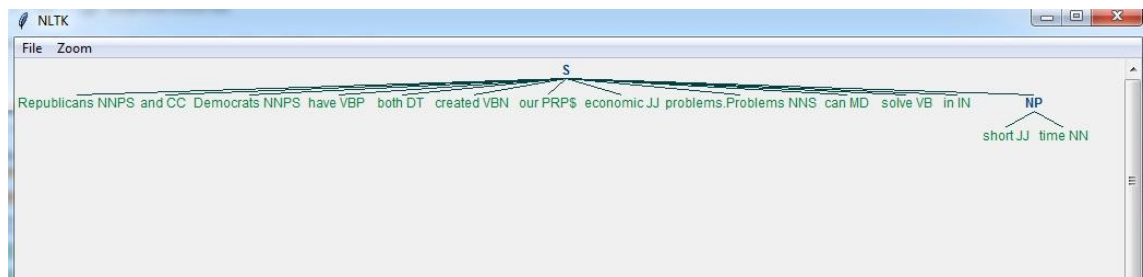 NLTK
File Zoom
S
Republicans NNPS and CC Democrats NNPS have VBP both DT created VBN our PRP$ economic JJ problems.Problems NNS can MD solve VB in IN NP
short JJ time NN